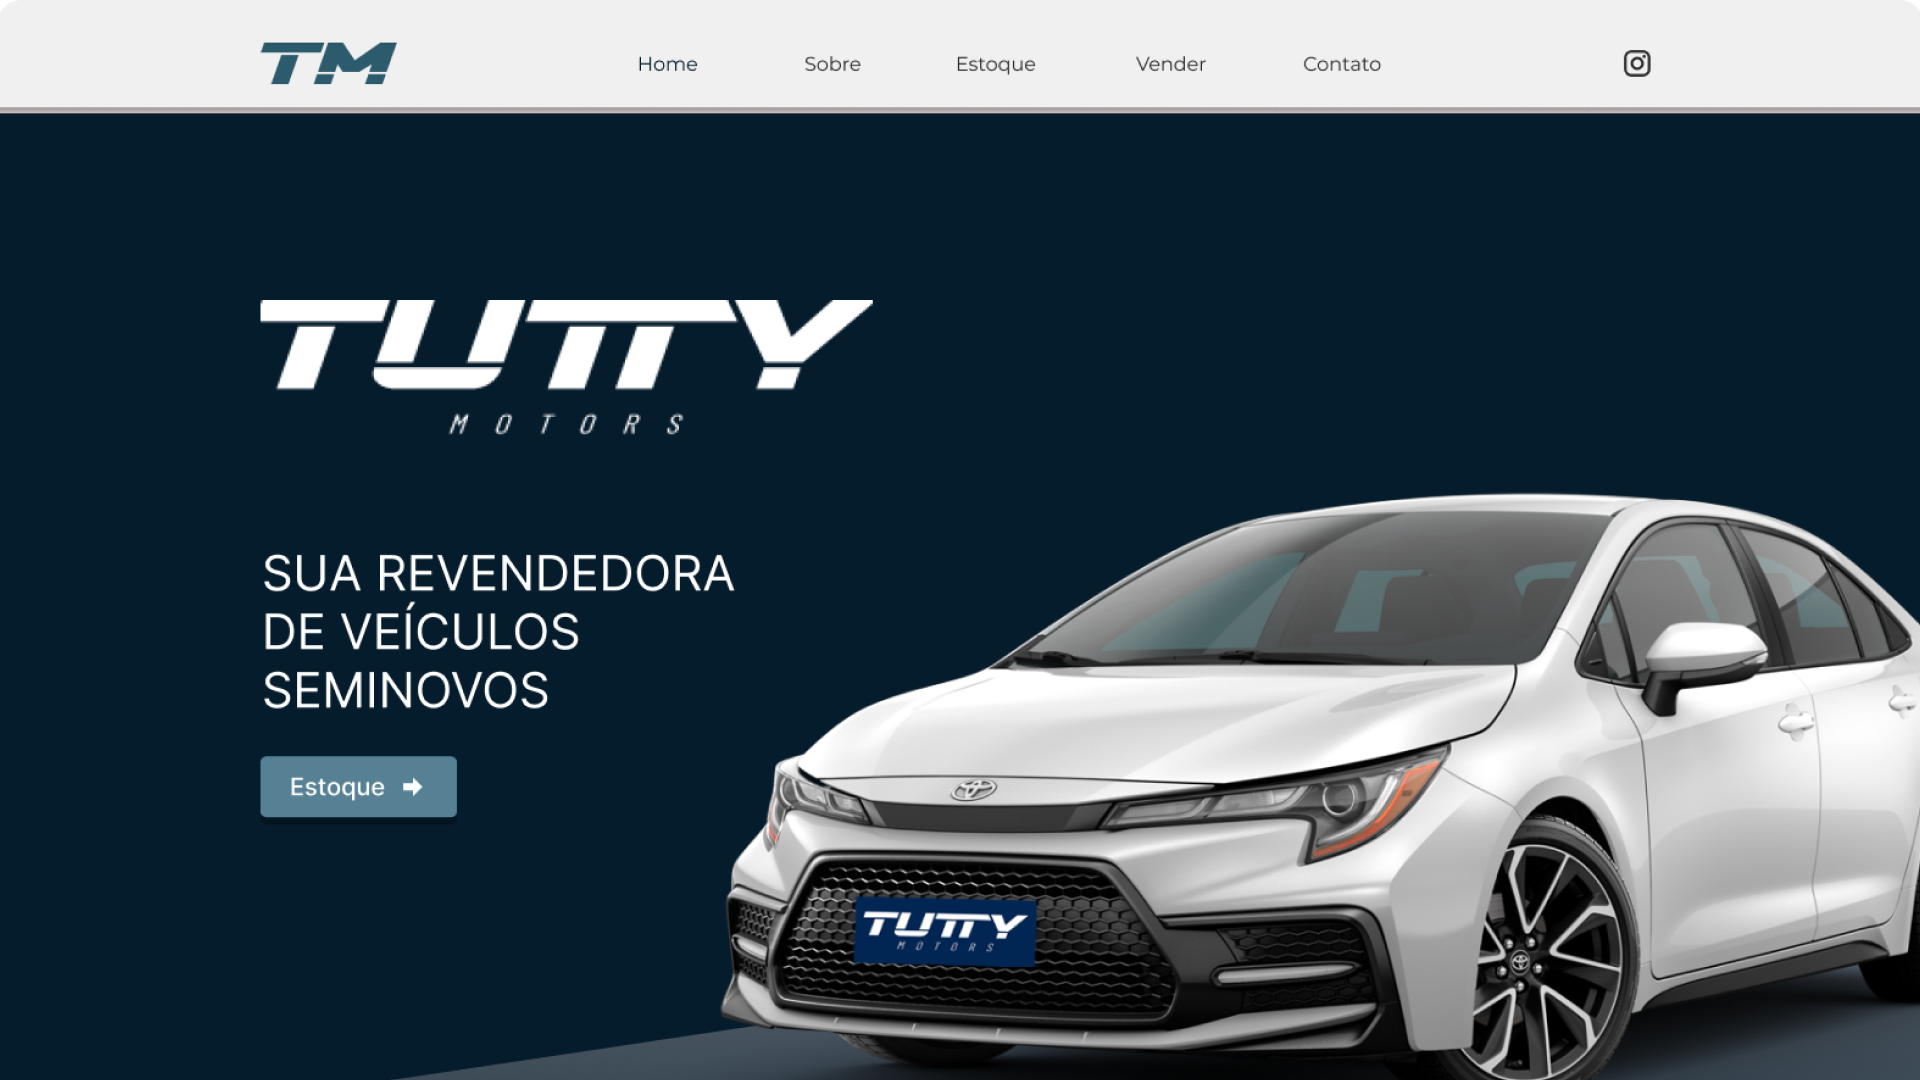 TM
Home
Sobre
Estoque
Vender
Contato
TUTTY
MOTORS
SUA REVENDEDORA
DE VEÍCULOS
SEMINOVOS
Estoque
TUTTY
MOTORS